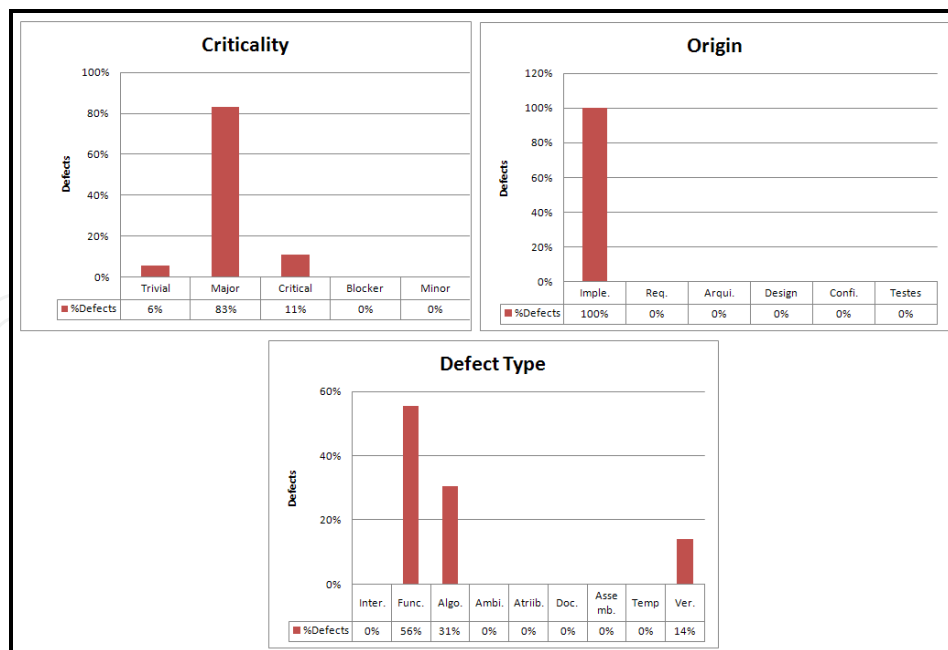 Criticality
100%
80%
60%
40%
20%
0%
Defects
Trivial Major Critical Blocker Minor
%Defects 6% 83% 11% 0% 0%
Origin
120%
100%
80%
60%
40%
20%
0%
Defects
Imple. Req. Arqui. Design Confi. Testes
%Defects 100% 0% 0% 0% 0% 0%
Defect Type
60%
40%
20%
0%
Defects
Inter. Func. Algo. Ambi. Atriib. Doc. Asse Temp Ver.
mb.
%Defects 0% 56% 31% 0% 0% 0% 0% 0% 14%